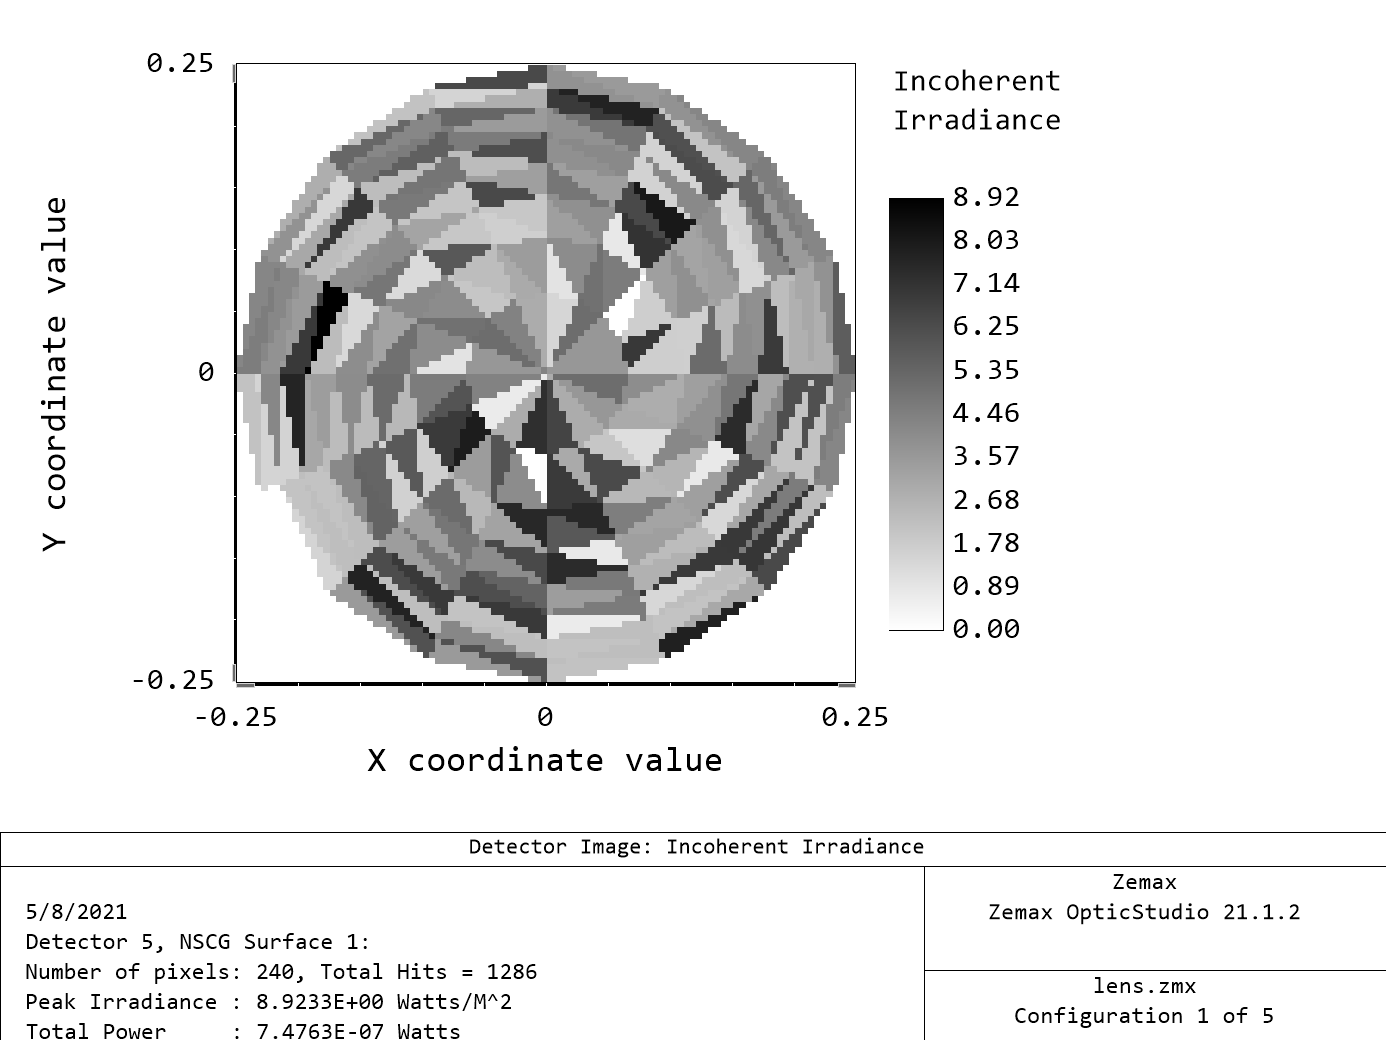 0.25
0
-0.25
Y coordinate value
-0.25
0
0.25
X coordinate value
Incoherent
Irradiance
8.92
8.03
7.14
6.25
5.35
4.46
3.57
2.68
1.78
0.89
0.00
Detector Image: Incoherent Irradiance
5/8/2021
Detector 5, NSCG Surface 1:
Number of pixels: 240, Total Hits = 1286
Peak Irradiance : 8.9233E+00 Watts/M^2
Total Power : 7.4763E-07 Watts
Zemax
Zemax OpticStudio 21.1.2
lens.zmx
Configuration 1 of 5